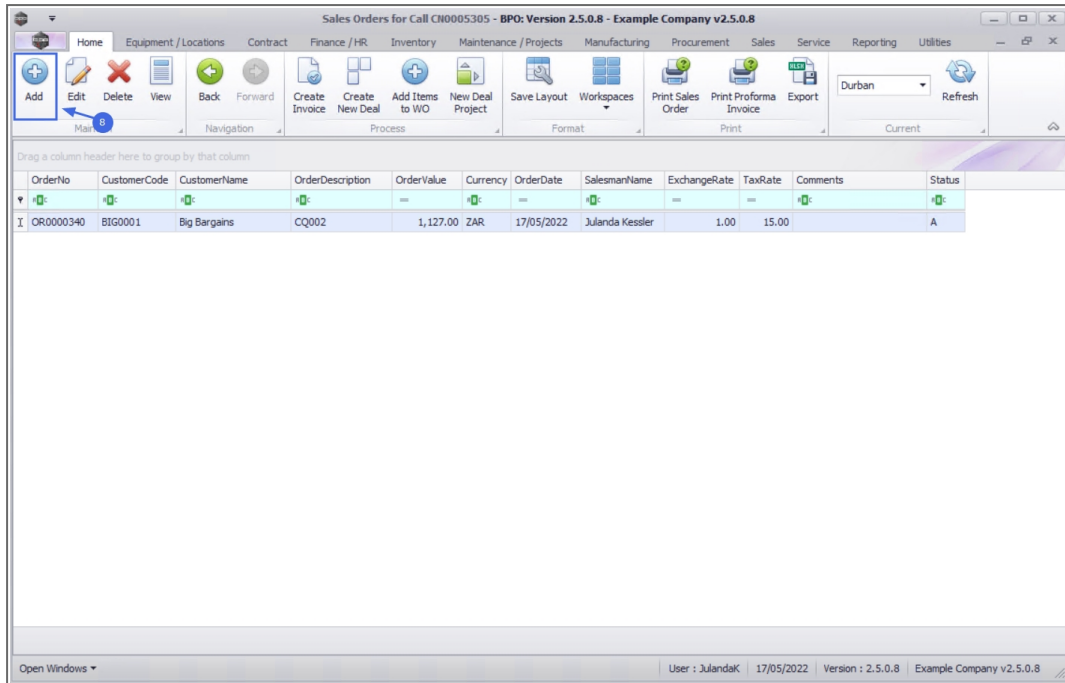 Sales Orders for Call CN0005305 - BPO: Version 2.5.0.8 - Example Company v2.5.0.8
Home Equipment / Locations Contract Finance / HR Inventory Maintenance / Projects Manufacturing Procurement Sales Service Reporting Utilities
Add Edit Delete View Back Forward Create Invoice Create New Deal Add Items to WO New Deal Project Save Layout Workspaces Print Sales Order Print Proforma Invoice Export Durban Refresh
8
Navigation Process Format Print Current
Drag a column header here to group by that column
OrderNo CustomerCode CustomerName OrderDescription OrderValue Currency OrderDate SalesmanName ExchangeRate TaxRate Comments Status
OR0000340 BIG0001 Big Bargains CQ002 1,127.00 ZAR 17/05/2022 Julanda Kessler 1.00 15.00 A
Open Windows User : JulandaK 17/05/2022 Version : 2.5.0.8 Example Company v2.5.0.8